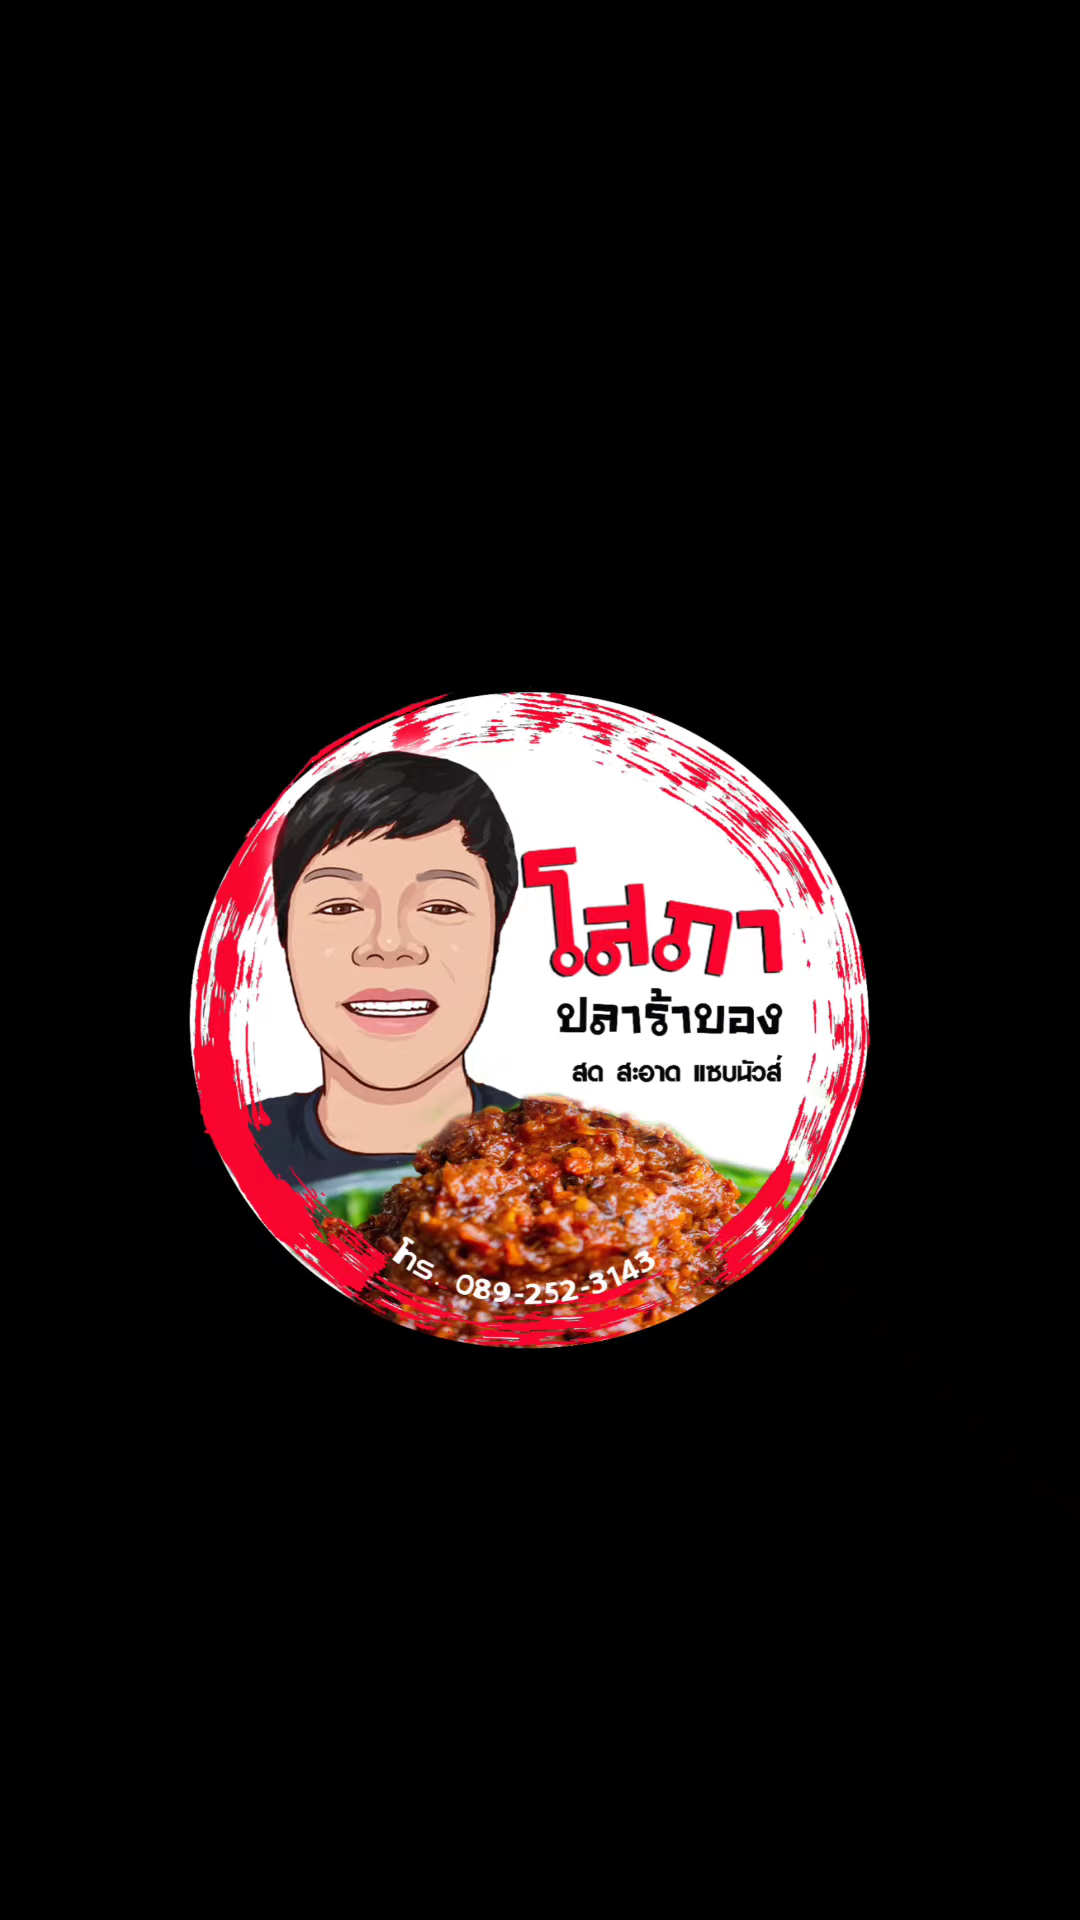 โสภา
ปลาร้าบอง
สด สะอาด แซบนัวส์
โทร. 089-252-3143